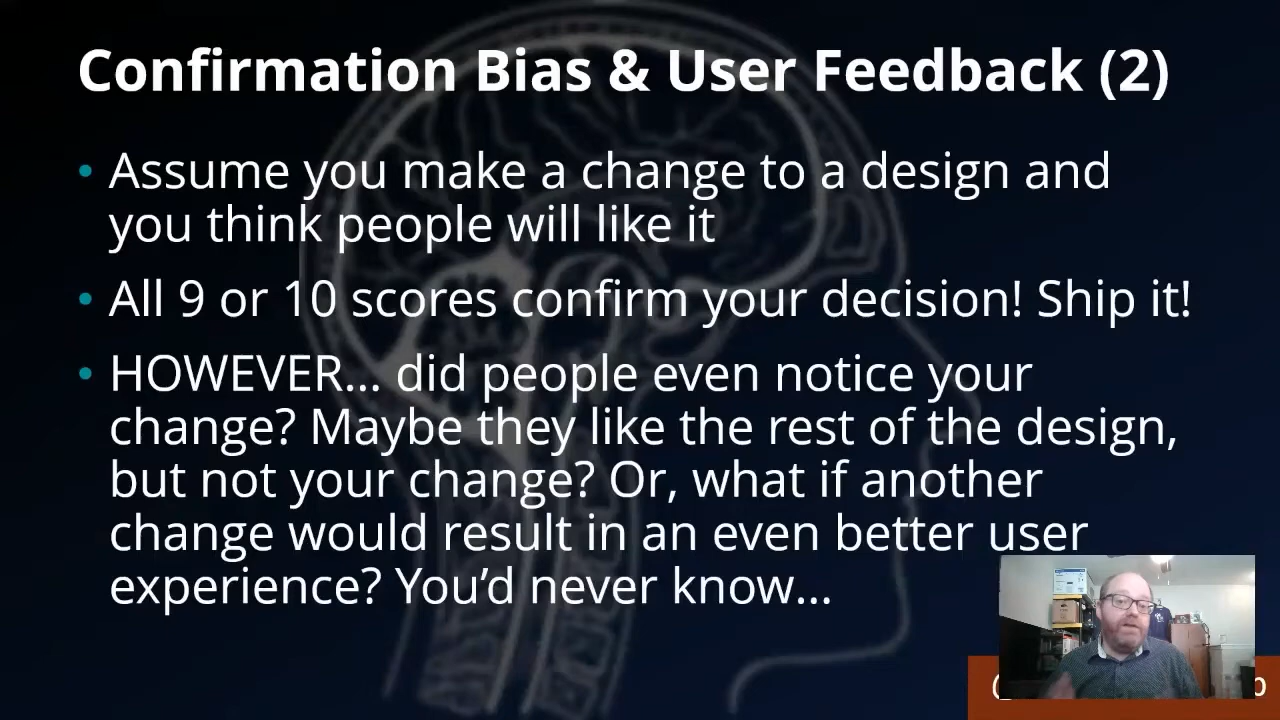 Confirmation Bias & User Feedback (2)
• Assume you make a change to a design and
you think people will like it
• All 9 or 10 scores confirm your decision! Ship it!
• HOWEVER... did people even notice your
change? Maybe they like the rest of the design,
but not your change? Or, what if another
change would result in an even better user
experience? You’d never know...